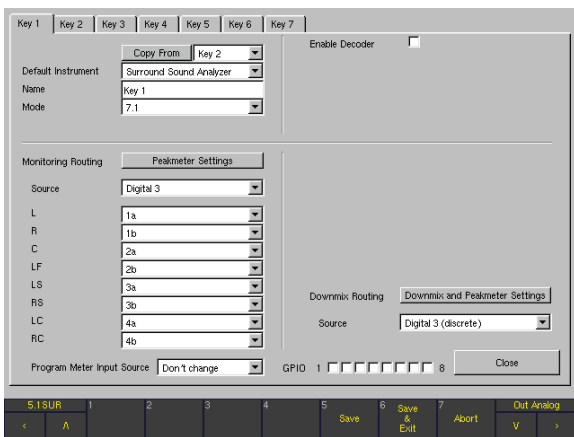 Key 1 Key 2 Key 3 Key 4 Key 5 Key 6 Key 7
Copy From Key 2
Enable Decoder
Default Instrument Surround Sound Analyzer
Name Key 1
Mode 7.1
Monitoring Routing Peakmeter Settings
Source Digital 3
L 1a
R 1b
C 2a
LF 2b
LS 3a
RS 3b
LC 4a
RC 4b
Downmix Routing Downmix and Peakmeter Settings
Source Digital 3 (discrete)
Program Meter Input Source Don't change
GPIO 1 8
Close
5.1SUR 1 2 3 4 5 6 7 Out Analog
< Λ Save Save & Exit Abort V >